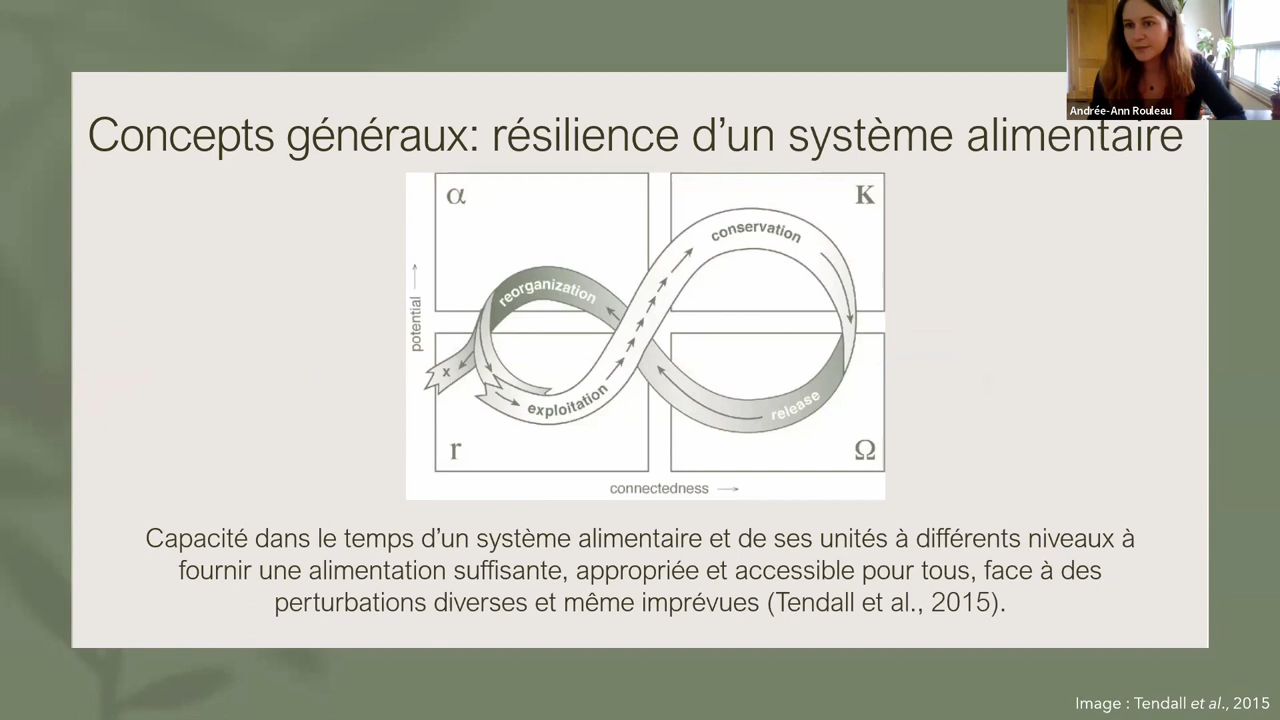 Andrée-Ann Rouleau
Concepts généraux: résilience d’un système alimentaire
α
K
conservation
reorganization
potential
x
exploitation
release
r
Ω
connectedness
Capacité dans le temps d’un système alimentaire et de ses unités à différents niveaux à
fournir une alimentation suffisante, appropriée et accessible pour tous, face à des
perturbations diverses et même imprévues (Tendall et al., 2015).
Image : Tendall et al., 2015